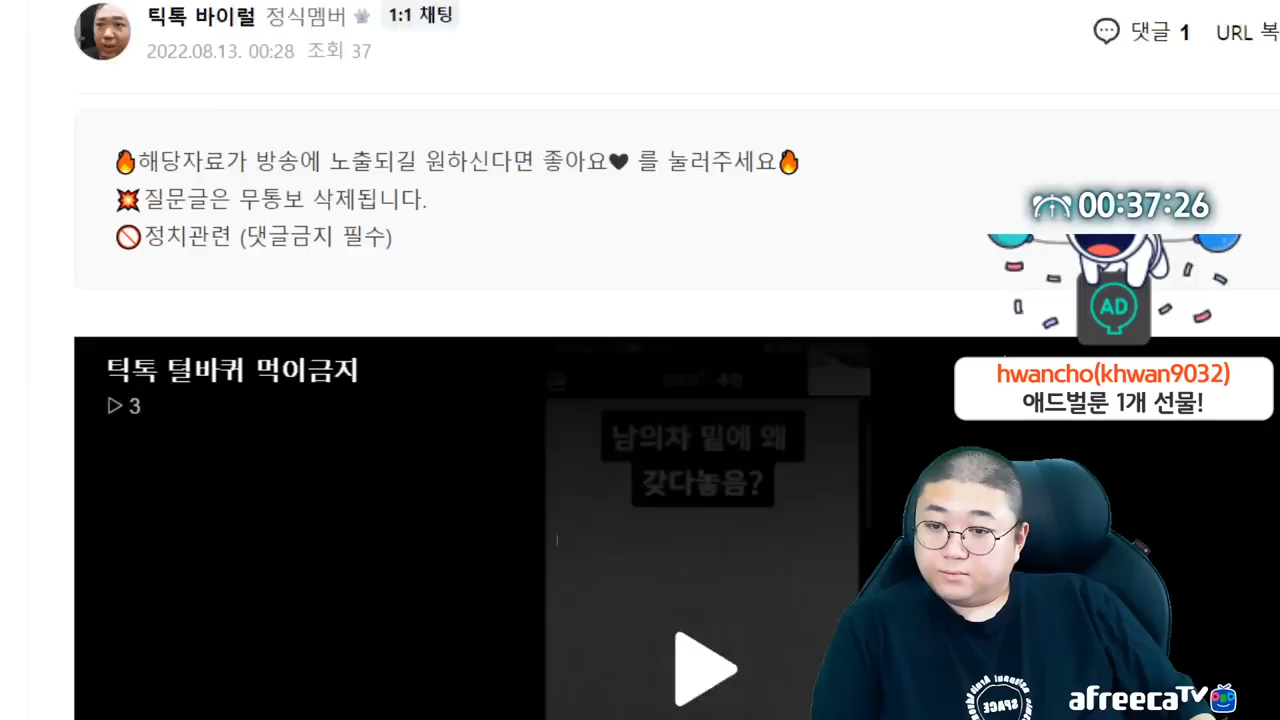 틱톡 바이럴 정식멤버 1:1 채팅
2022.08.13. 00:28 조회 37
댓글 1 URL 복
🔥해당자료가 방송에 노출되길 원하신다면 좋아요🖤 를 눌러주세요🔥
💥질문글은 무통보 삭제됩니다.
🚫정치관련 (댓글금지 필수)
00:37:26
AD
hwancho(khwan9032)
애드벌룬 1개 선물!
틱톡 틸바퀴 먹이금지
▷ 3
남의차 밑에 왜
갖다놓음?
SPACE
afreecaTV